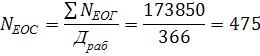 N_ЕОС = ∑ N_ЕОГ / Д_раб = 173850 / 366 = 475